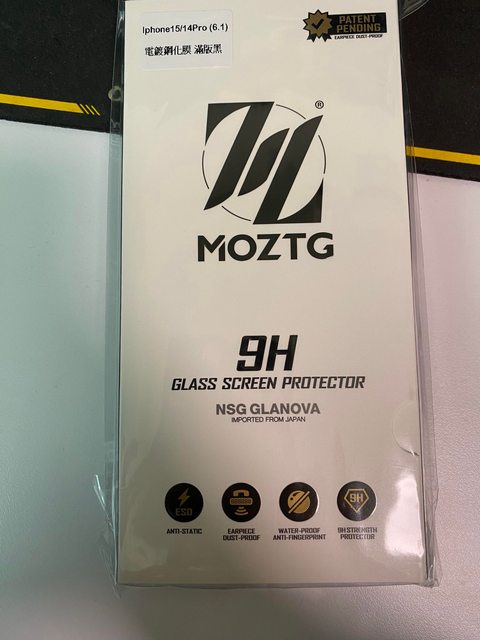 Iphone15/14Pro (6.1)
電鍍鋼化膜 滿版黑
PATENT
PENDING
EARPIECE DUST-PROOF
®
MOZTG
9H
GLASS SCREEN PROTECTOR
NSG GLANOVA
IMPORTED FROM JAPAN
ESD
ANTI-STATIC
EARPIECE
DUST-PROOF
WATER-PROOF
ANTI-FINGERPRINT
9H
9H STRENGTH
PROTECTOR